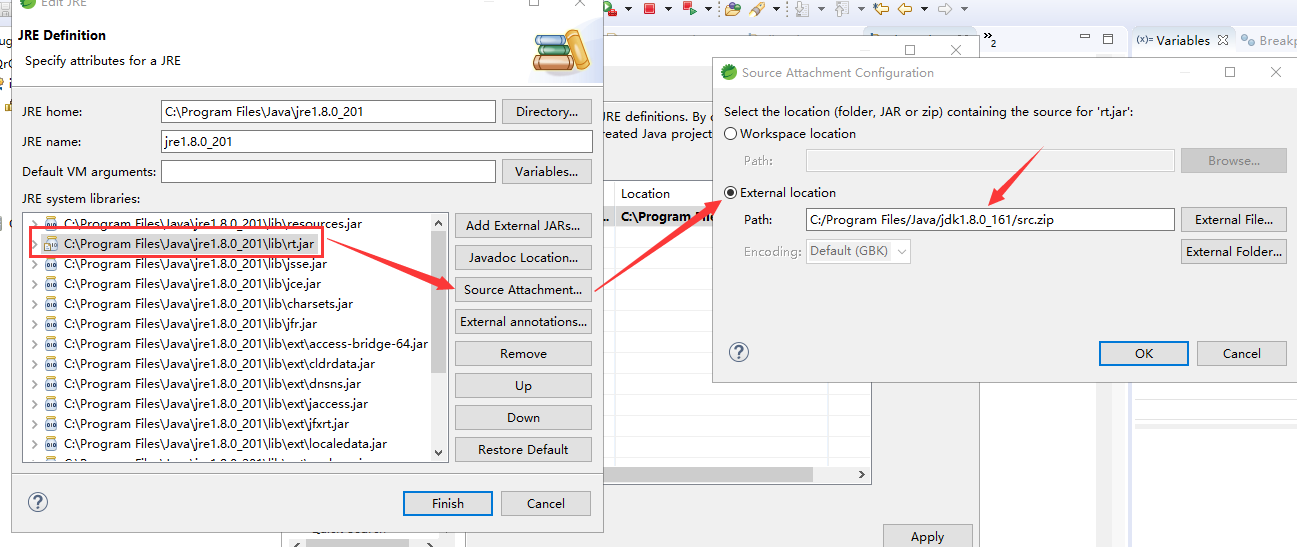 Edit JRE
JRE Definition
Specify attributes for a JRE
JRE home:
C:\Program Files\Java\jre1.8.0_201
Directory...
JRE name:
jre1.8.0_201
Default VM arguments:
Variables...
JRE system libraries:
C:\Program Files\Java\jre1.8.0_201\lib\resources.jar
C:\Program Files\Java\jre1.8.0_201\lib\rt.jar
C:\Program Files\Java\jre1.8.0_201\lib\jsse.jar
C:\Program Files\Java\jre1.8.0_201\lib\jce.jar
C:\Program Files\Java\jre1.8.0_201\lib\charsets.jar
C:\Program Files\Java\jre1.8.0_201\lib\jfr.jar
C:\Program Files\Java\jre1.8.0_201\lib\ext\access-bridge-64.jar
C:\Program Files\Java\jre1.8.0_201\lib\ext\cldrdata.jar
C:\Program Files\Java\jre1.8.0_201\lib\ext\dnsns.jar
C:\Program Files\Java\jre1.8.0_201\lib\ext\jaccess.jar
C:\Program Files\Java\jre1.8.0_201\lib\ext\jfxrt.jar
C:\Program Files\Java\jre1.8.0_201\lib\ext\localedata.jar
Add External JARs...
Javadoc Location...
Source Attachment...
External annotations...
Remove
Up
Down
Restore Default
Finish
Cancel
JRE definitions. By
reated Java project
Location
C:\Program
Apply
2
(x)= Variables
Breakp
Source Attachment Configuration
Select the location (folder, JAR or zip) containing the source for 'rt.jar':
Workspace location
Path:
Browse...
External location
Path:
C:/Program Files/Java/jdk1.8.0_161/src.zip
External File...
Encoding:
Default (GBK)
External Folder...
OK
Cancel